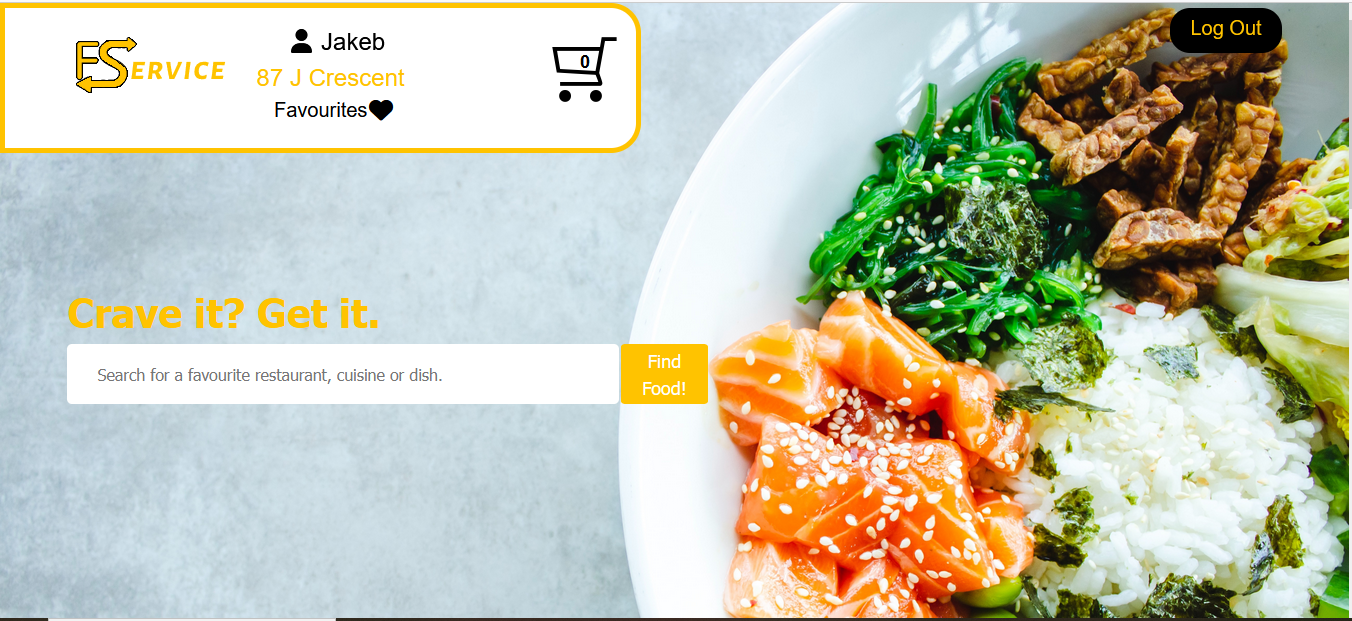 FSERVICE
Jakeb
87 J Crescent
Favourites
0
Log Out
Crave it? Get it.
Search for a favourite restaurant, cuisine or dish.
Find
Food!